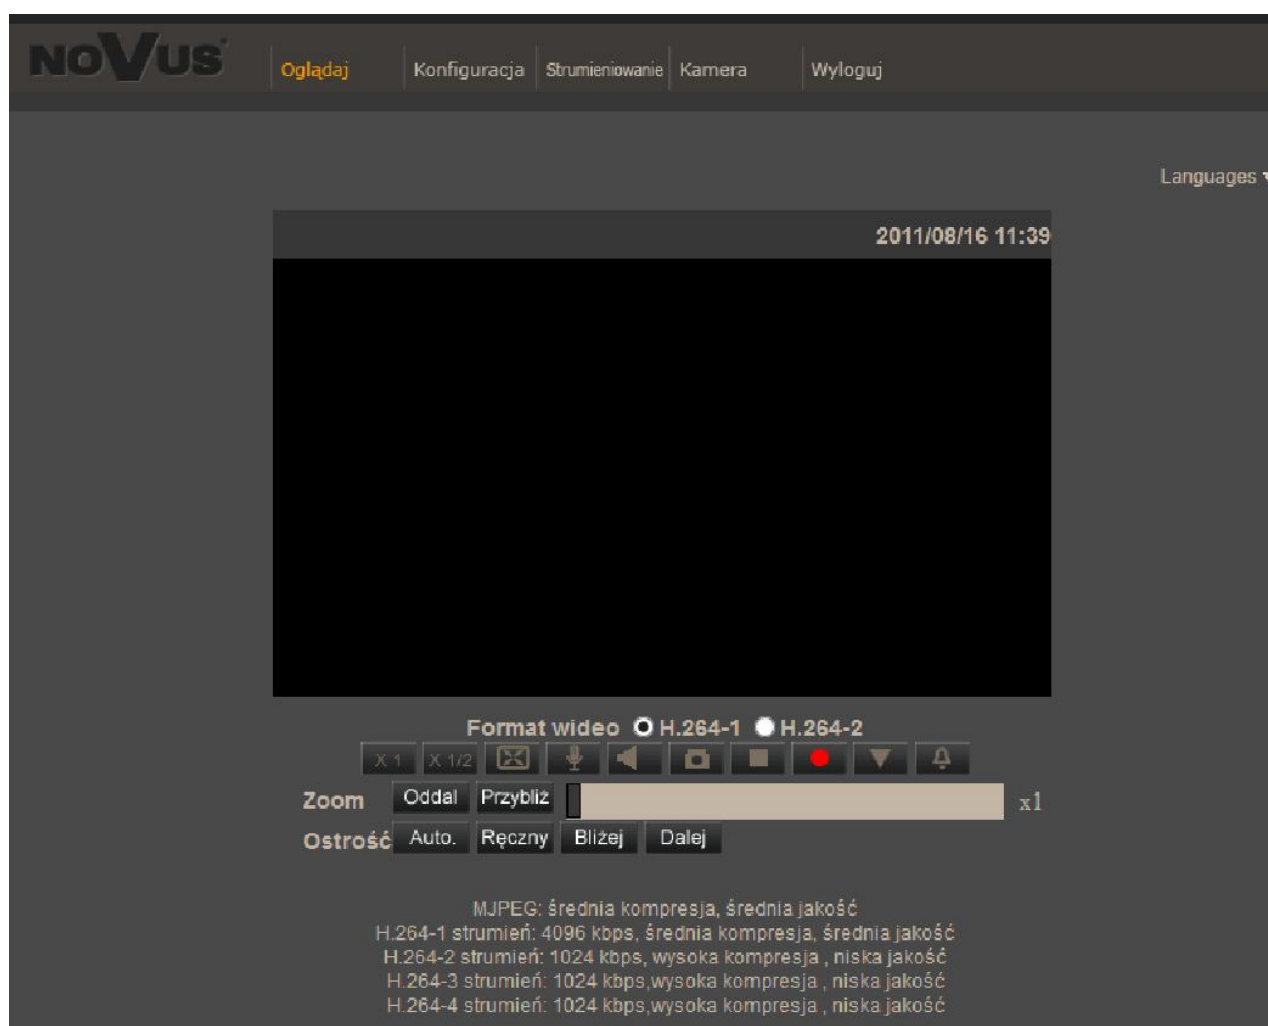 NOVUS
Oglądaj Konfiguracja Strumieniowanie Kamera Wyloguj
Languages
2011/08/16 11:39
Format wideo H.264-1 H.264-2
X 1 X 1/2
Zoom Oddal Przybliż x1
Ostrość Auto. Ręczny Bliżej Dalej
MJPEG: średnia kompresja, średnia jakość
H.264-1 strumień: 4096 kbps, średnia kompresja, średnia jakość
H.264-2 strumień: 1024 kbps, wysoka kompresja , niska jakość
H.264-3 strumień: 1024 kbps,wysoka kompresja , niska jakość
H.264-4 strumień: 1024 kbps,wysoka kompresja , niska jakość